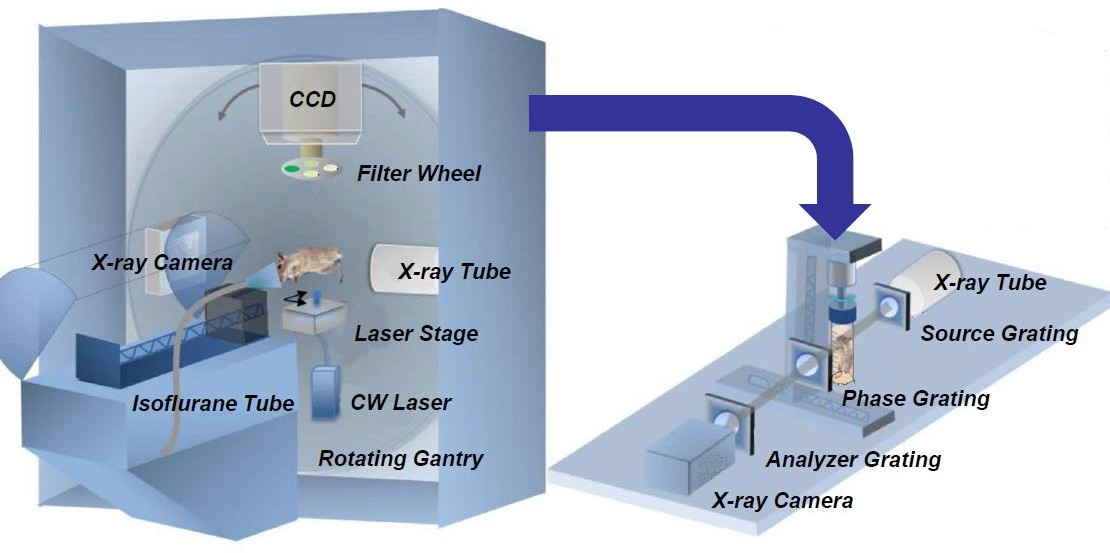 CCD
Filter Wheel
X-ray Camera
X-ray Tube
Laser Stage
Isoflurane Tube
CW Laser
Rotating Gantry
X-ray Tube
Source Grating
Phase Grating
Analyzer Grating
X-ray Camera